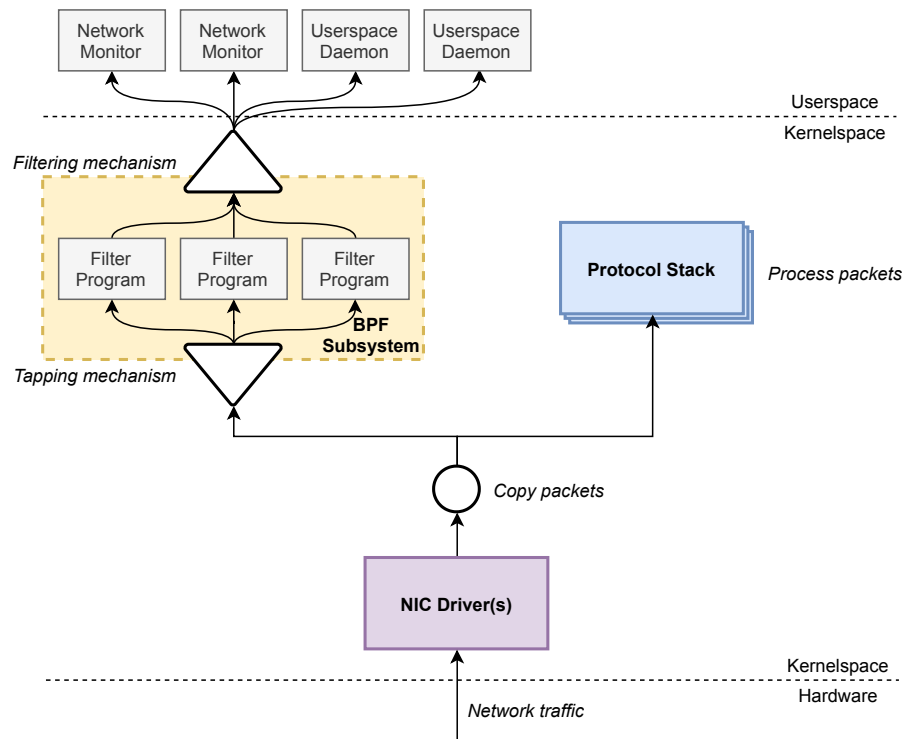 Network
Monitor
Network
Monitor
Userspace
Daemon
Userspace
Daemon
Userspace
Kernelspace
Filtering mechanism
Filter
Program
Filter
Program
Filter
Program
BPF
Subsystem
Tapping mechanism
Protocol Stack
Process packets
Copy packets
NIC Driver(s)
Kernelspace
Hardware
Network traffic